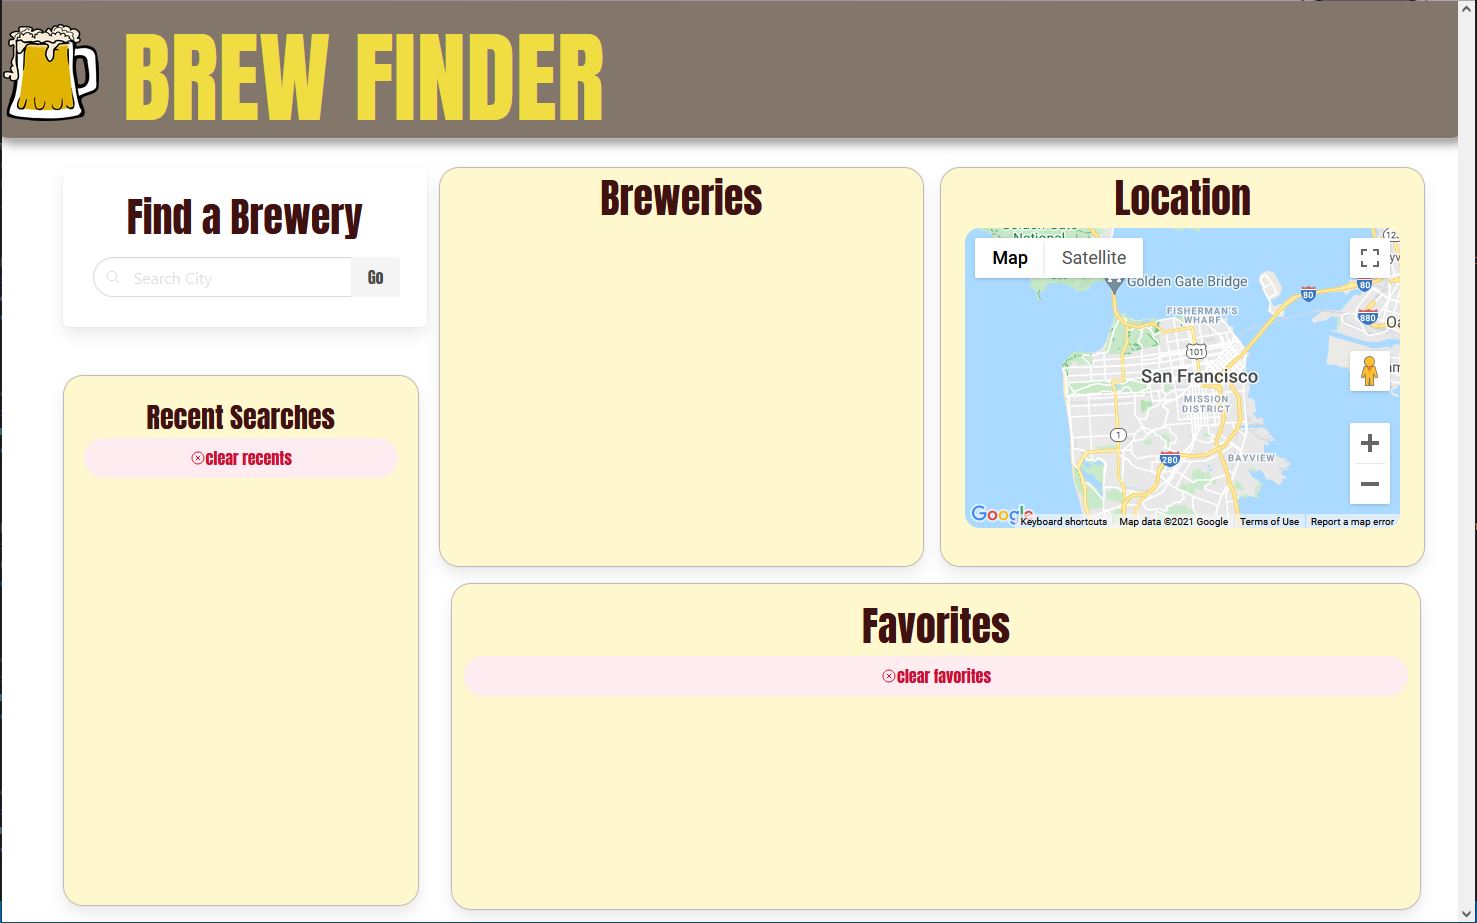 BREW FINDER
Find a Brewery
Search City
Go
Recent Searches
clear recents
Breweries
Location
Map
Satellite
Golden Gate Bridge
FISHERMAN'S
WHARF
80
80
880
101
San Francisco
MISSION
DISTRICT
1
280
BAYVIEW
Google
Keyboard shortcuts
Map data ©2021 Google
Terms of Use
Report a map error
Favorites
clear favorites